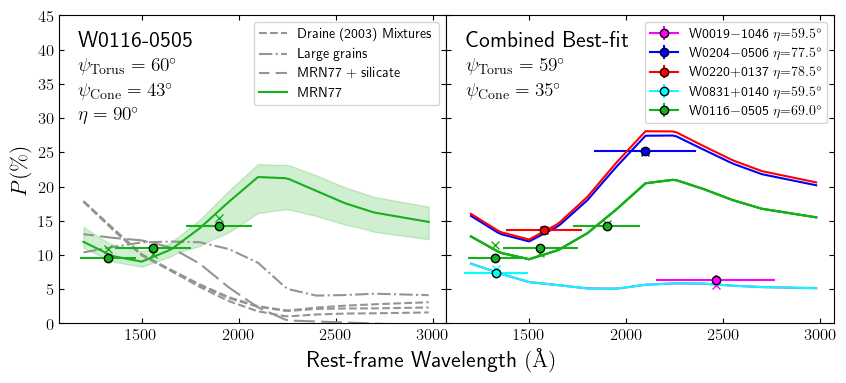 W0116-0505
ψTorus = 60°
ψCone = 43°
η = 90°
Draine (2003) Mixtures
Large grains
MRN77 + silicate
MRN77
Combined Best-fit
ψTorus = 59°
ψCone = 35°
W0019−1046 η=59.5°
W0204−0506 η=77.5°
W0220+0137 η=78.5°
W0831+0140 η=59.5°
W0116−0505 η=69.0°
P(%)
45
40
35
30
25
20
15
10
5
0
1500 2000 2500 3000 1500 2000 2500 3000
Rest-frame Wavelength (Å)